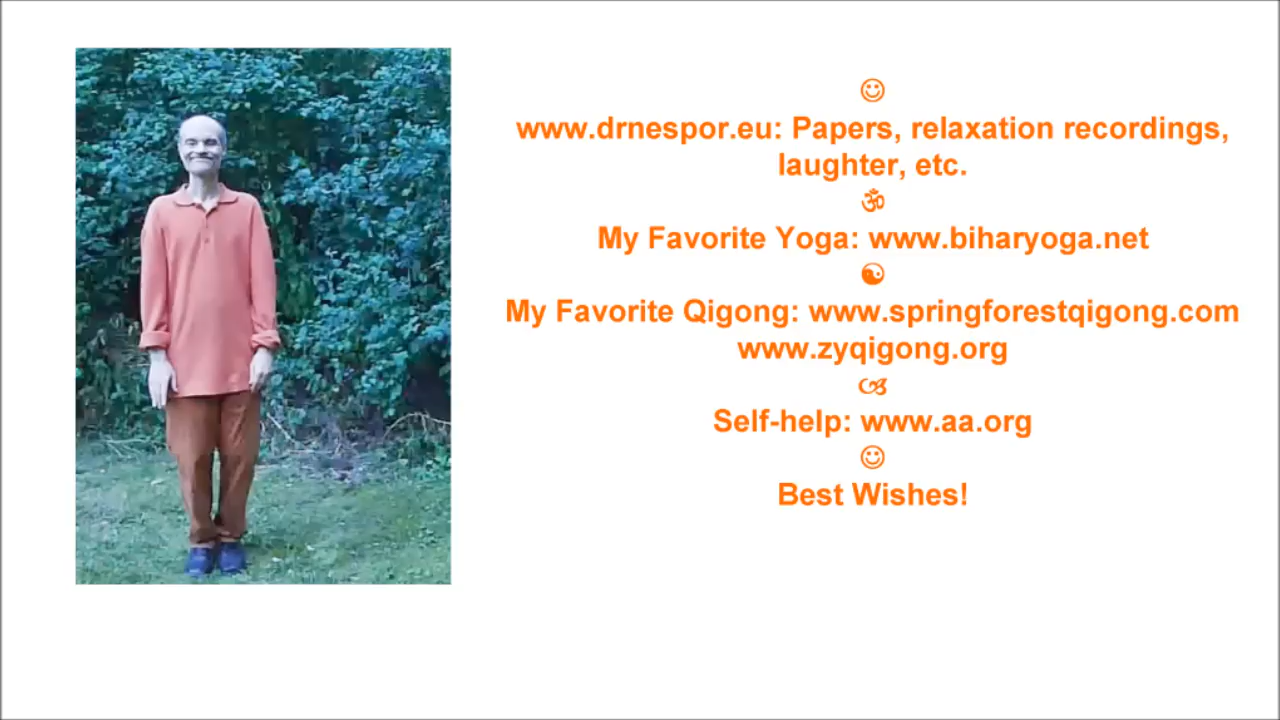 ☺
www.drnespor.eu: Papers, relaxation recordings,
laughter, etc.
ॐ
My Favorite Yoga: www.biharyoga.net
☯
My Favorite Qigong: www.springforestqigong.com
www.zyqigong.org
Self-help: www.aa.org
☺
Best Wishes!